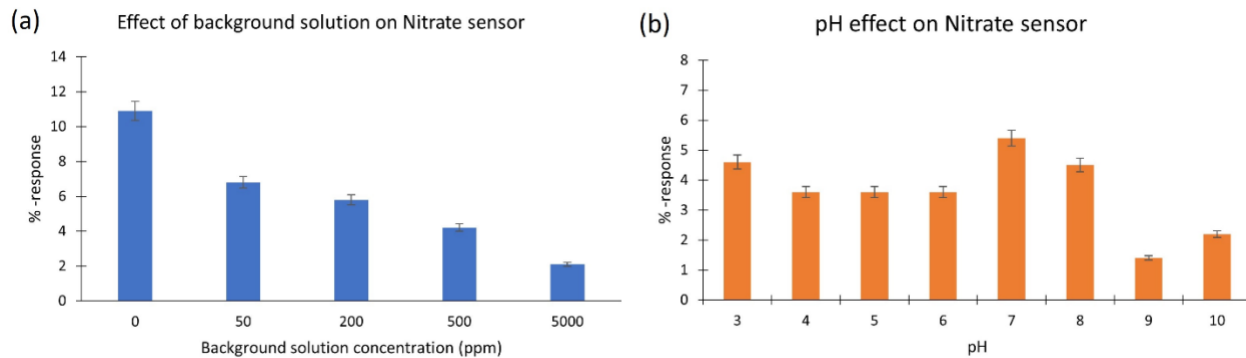 (a)
Effect of background solution on Nitrate sensor
14
12
10
8
6
4
2
0
% -response
0 50 200 500 5000
Background solution concentration (ppm)
(b)
pH effect on Nitrate sensor
8
7
6
5
4
3
2
1
0
% -response
3 4 5 6 7 8 9 10
pH